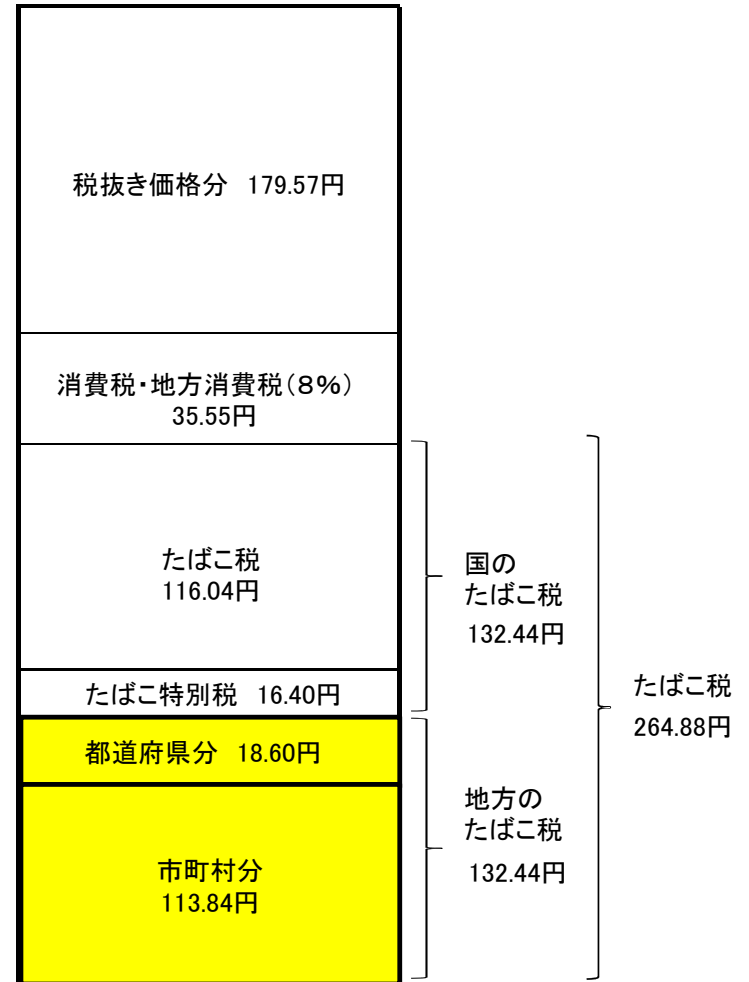 税抜き価格分 179.57円
消費税・地方消費税(8%)
35.55円
たばこ税
116.04円
たばこ特別税 16.40円
都道府県分 18.60円
市町村分
113.84円
国の
たばこ税
132.44円
地方の
たばこ税
132.44円
たばこ税
264.88円